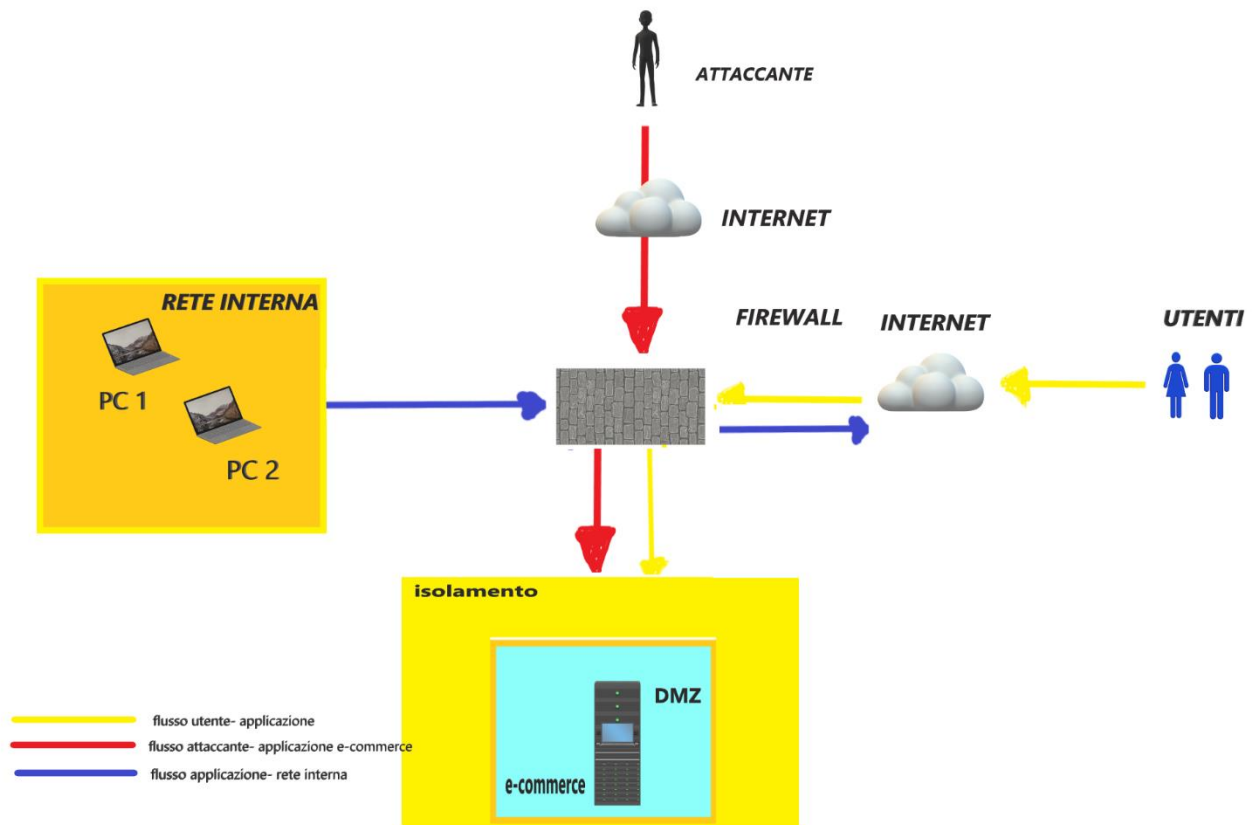 ATTACCANTE
INTERNET
RETE INTERNA
FIREWALL
INTERNET
UTENTI
PC 1
PC 2
isolamento
DMZ
e-commerce
flusso utente- applicazione
flusso attaccante- applicazione e-commerce
flusso applicazione- rete interna